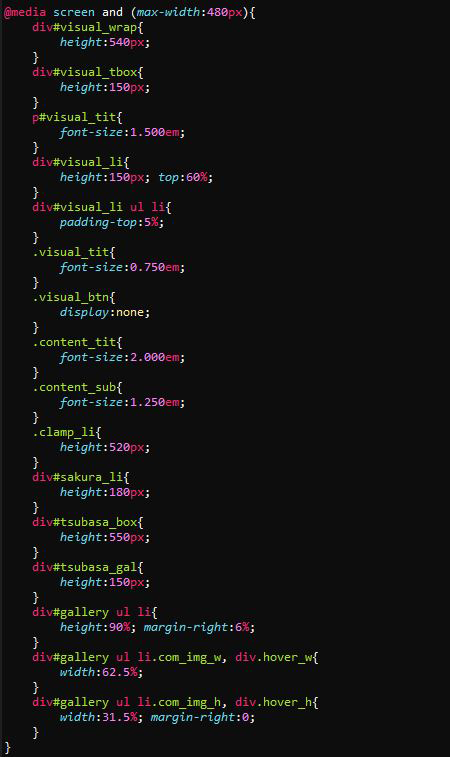 @media screen and (max-width:480px){
    div#visual_wrap{
        height:540px;
    }
    div#visual_tbox{
        height:150px;
    }
    p#visual_tit{
        font-size:1.500em;
    }
    div#visual_li{
        height:150px; top:60%;
    }
    div#visual_li ul li{
        padding-top:5%;
    }
    .visual_tit{
        font-size:0.750em;
    }
    .visual_btn{
        display:none;
    }
    .content_tit{
        font-size:2.000em;
    }
    .content_sub{
        font-size:1.250em;
    }
    .clamp_li{
        height:520px;
    }
    div#sakura_li{
        height:180px;
    }
    div#tsubasa_box{
        height:550px;
    }
    div#tsubasa_gal{
        height:150px;
    }
    div#gallery ul li{
        height:90%; margin-right:6%;
    }
    div#gallery ul li.com_img_w, div.hover_w{
        width:62.5%;
    }
    div#gallery ul li.com_img_h, div.hover_h{
        width:31.5%; margin-right:0;
    }
}